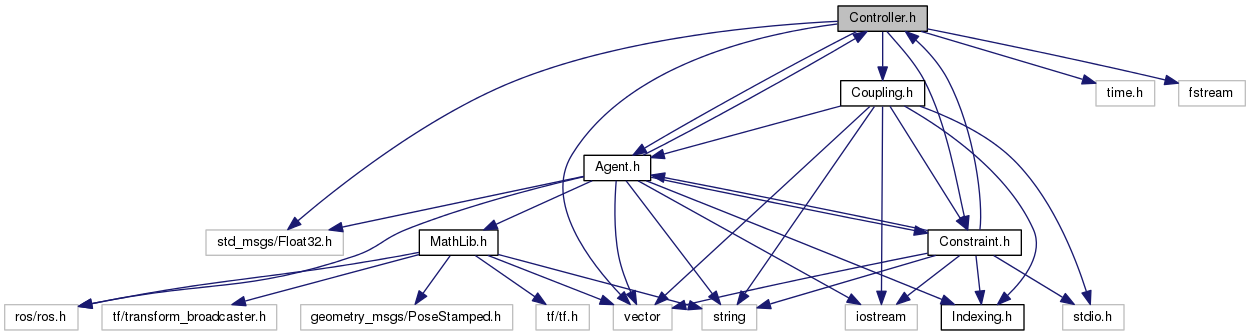 Controller.h
Coupling.h
time.h
fstream
Agent.h
std_msgs/Float32.h
MathLib.h
Constraint.h
ros/ros.h
tf/transform_broadcaster.h
geometry_msgs/PoseStamped.h
tf/tf.h
vector
string
iostream
Indexing.h
stdio.h